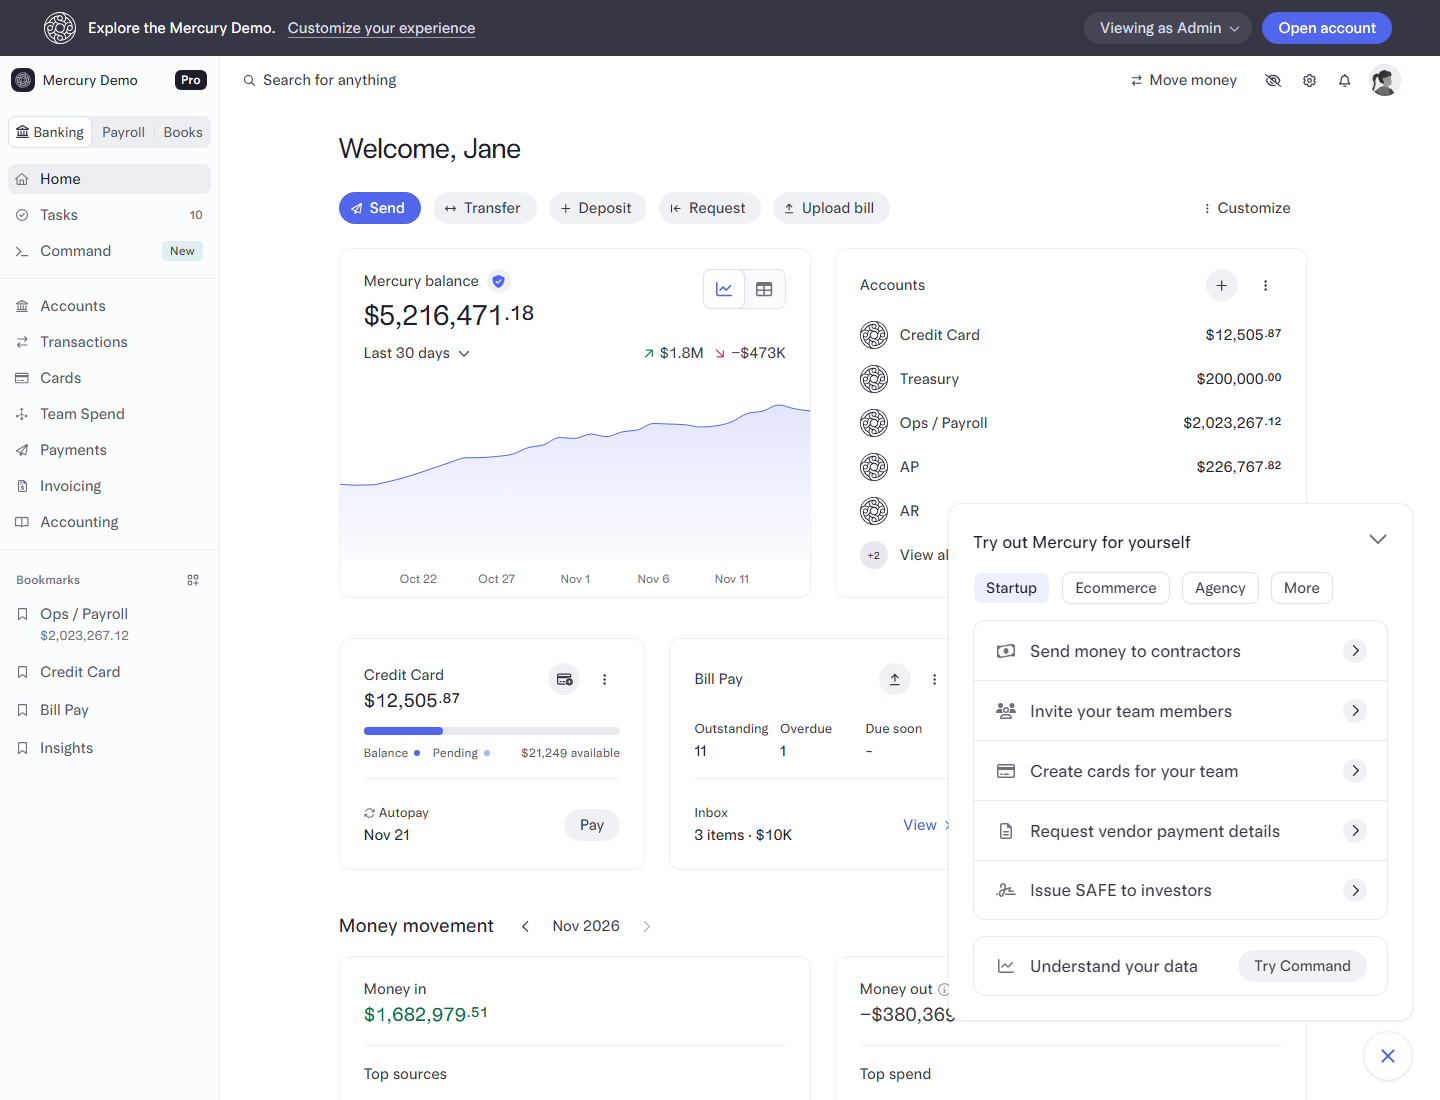 Explore the Mercury Demo. Customize your experience
Viewing as Admin
Open account
Mercury Demo
Pro
Search for anything
Move money
Banking
Payroll
Books
Home
Tasks
10
Command
New
Accounts
Transactions
Cards
Team Spend
Payments
Invoicing
Accounting
Bookmarks
Ops / Payroll
$2,023,267.12
Credit Card
Bill Pay
Insights
Welcome, Jane
Send
Transfer
Deposit
Request
Upload bill
Customize
Mercury balance
$5,216,471.18
Last 30 days
$1.8M
−$473K
Oct 22
Oct 27
Nov 1
Nov 6
Nov 11
Accounts
Credit Card
$12,505.87
Treasury
$200,000.00
Ops / Payroll
$2,023,267.12
AP
$226,767.82
AR
+2
View al
Credit Card
$12,505.87
Balance
Pending
$21,249 available
Autopay
Nov 21
Pay
Bill Pay
Outstanding
11
Overdue
1
Due soon
–
Inbox
3 items · $10K
View
Money movement
Nov 2026
Money in
$1,682,979.51
Top sources
Money out
−$380,369
Top spend
Try out Mercury for yourself
Startup
Ecommerce
Agency
More
Send money to contractors
Invite your team members
Create cards for your team
Request vendor payment details
Issue SAFE to investors
Understand your data
Try Command